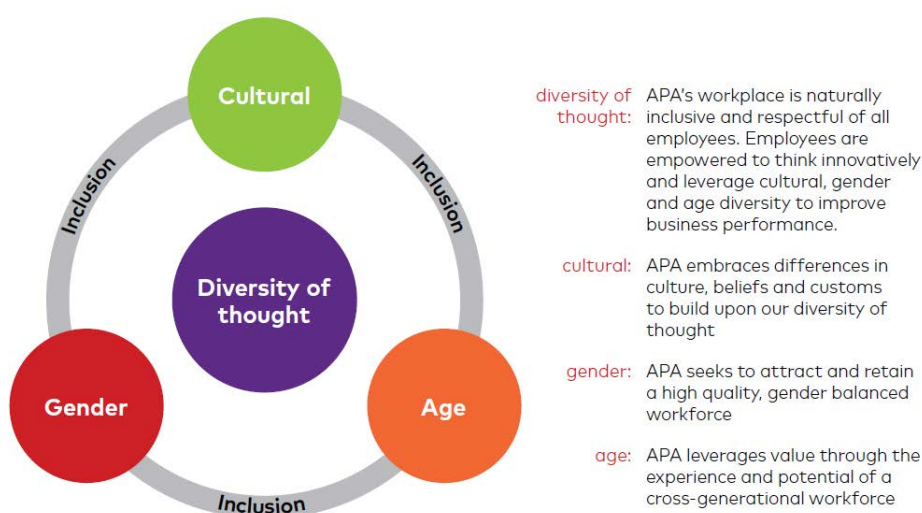 Cultural
Inclusion
Inclusion
Diversity of
thought
Gender
Age
Inclusion
diversity of
thought:
APA's workplace is naturally
inclusive and respectful of all
employees. Employees are
empowered to think innovatively
and leverage cultural, gender
and age diversity to improve
business performance.
cultural:
APA embraces differences in
culture, beliefs and customs
to build upon our diversity of
thought
gender:
APA seeks to attract and retain
a high quality, gender balanced
workforce
age:
APA leverages value through the
experience and potential of a
cross-generational workforce